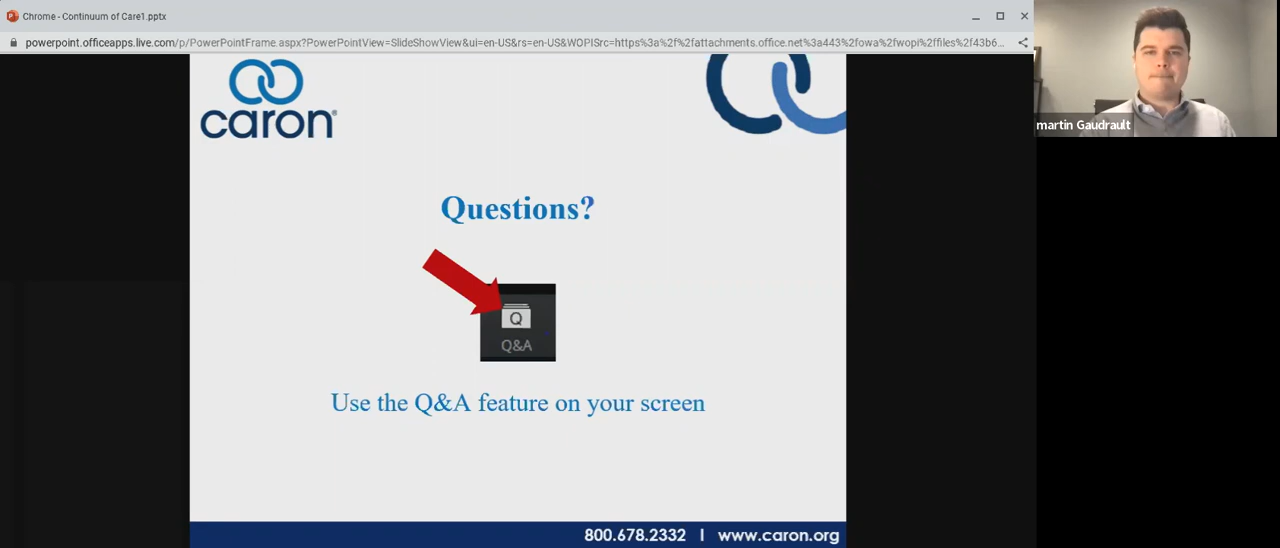 Chrome - Continuum of Care1.pptx
powerpoint.officeapps.live.com/p/PowerPointFrame.aspx?PowerPointView=SlideShowView&ui=en-US&rs=en-US&WOPISrc=https%3a%2f%2fattachments.office.net%3a443%2fowa%2fwopi%2ffiles%2f43b6...
martin Gaudrault
caron®
Questions?
Q
Q&A
Use the Q&A feature on your screen
800.678.2332 | www.caron.org